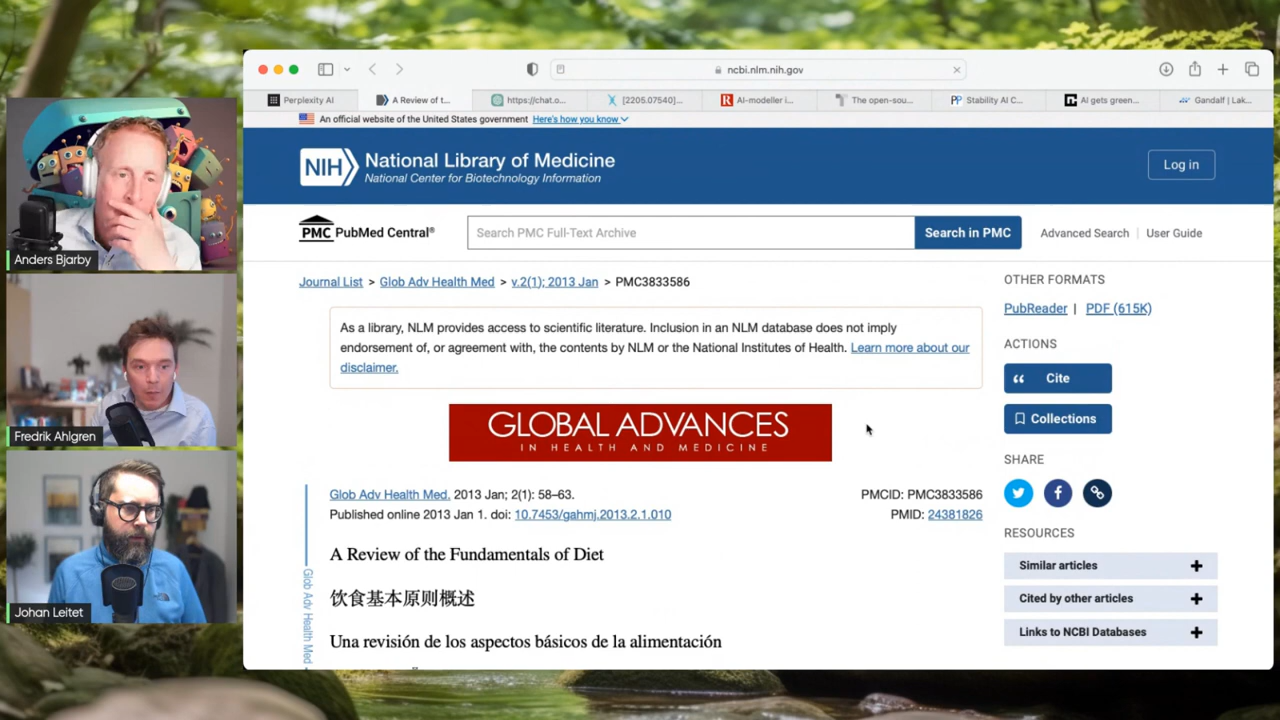 ncbi.nlm.nih.gov
Perplexity AI
A Review of t...
https://chat.o...
[2205.07540]...
AI-modeller i...
The open-sou...
Stability AI C...
AI gets green...
Gandalf | Lak...
An official website of the United States government Here's how you know
NIH National Library of Medicine
National Center for Biotechnology Information
Log in
PMC PubMed Central®
Search PMC Full-Text Archive
Search in PMC
Advanced Search | User Guide
Journal List > Glob Adv Health Med > v.2(1); 2013 Jan > PMC3833586
As a library, NLM provides access to scientific literature. Inclusion in an NLM database does not imply
endorsement of, or agreement with, the contents by NLM or the National Institutes of Health. Learn more about our
disclaimer.
GLOBAL ADVANCES
IN HEALTH AND MEDICINE
Glob Adv Health Med. 2013 Jan; 2(1): 58–63.
PMCID: PMC3833586
Published online 2013 Jan 1. doi: 10.7453/gahmj.2013.2.1.010
PMID: 24381826
A Review of the Fundamentals of Diet
饮食基本原则概述
Una revisión de los aspectos básicos de la alimentación
Glob Adv Health Med
OTHER FORMATS
PubReader | PDF (615K)
ACTIONS
Cite
Collections
SHARE
RESOURCES
Similar articles
Cited by other articles
Links to NCBI Databases
Anders Bjarby
Fredrik Ahlgren
Johan Leitet